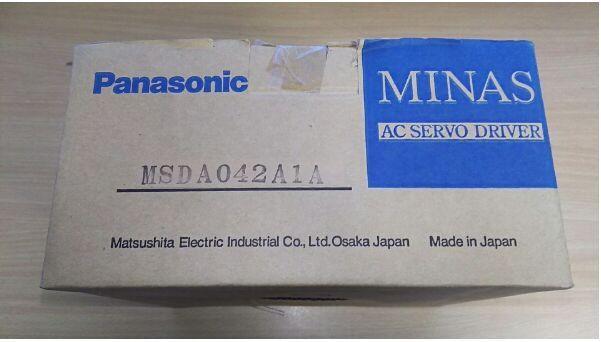 Panasonic
MINAS
AC SERVO DRIVER
MSDA042A1A
Matsushita Electric Industrial Co., Ltd. Osaka Japan Made in Japan